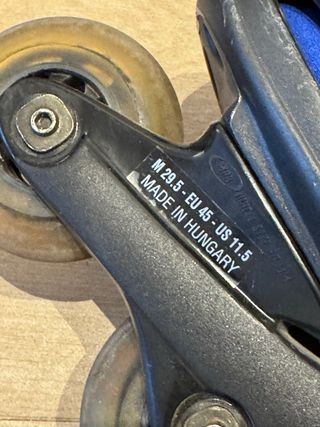 M 29.5 - EU 45 - US 11.5
MADE IN HUNGARY